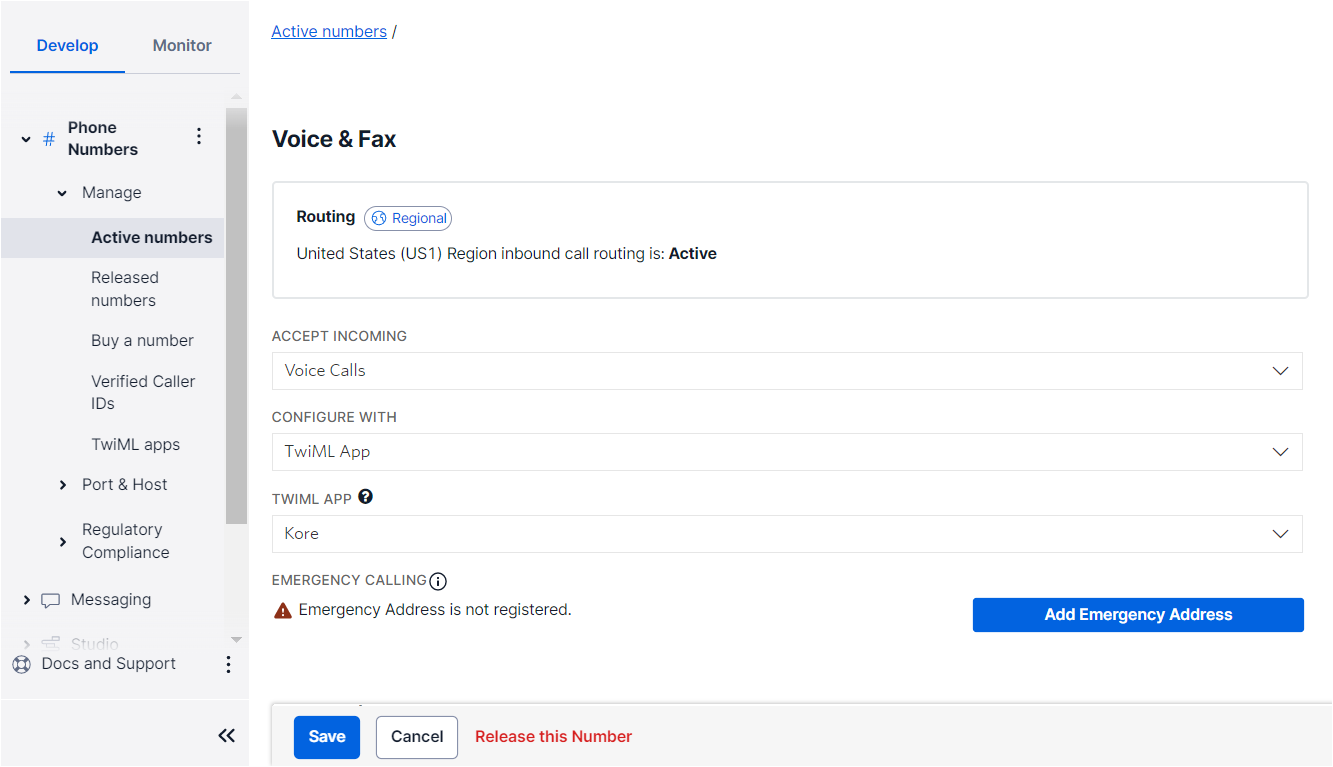 Develop
Monitor
Phone
Numbers
Manage
Active numbers
Released
numbers
Buy a number
Verified Caller
IDs
TwiML apps
Port & Host
Regulatory
Compliance
Messaging
Studio
Docs and Support
Active numbers /
Voice & Fax
Routing Regional
United States (US1) Region inbound call routing is: Active
ACCEPT INCOMING
Voice Calls
CONFIGURE WITH
TwiML App
TWIML APP
Kore
EMERGENCY CALLING
Emergency Address is not registered.
Add Emergency Address
Save
Cancel
Release this Number